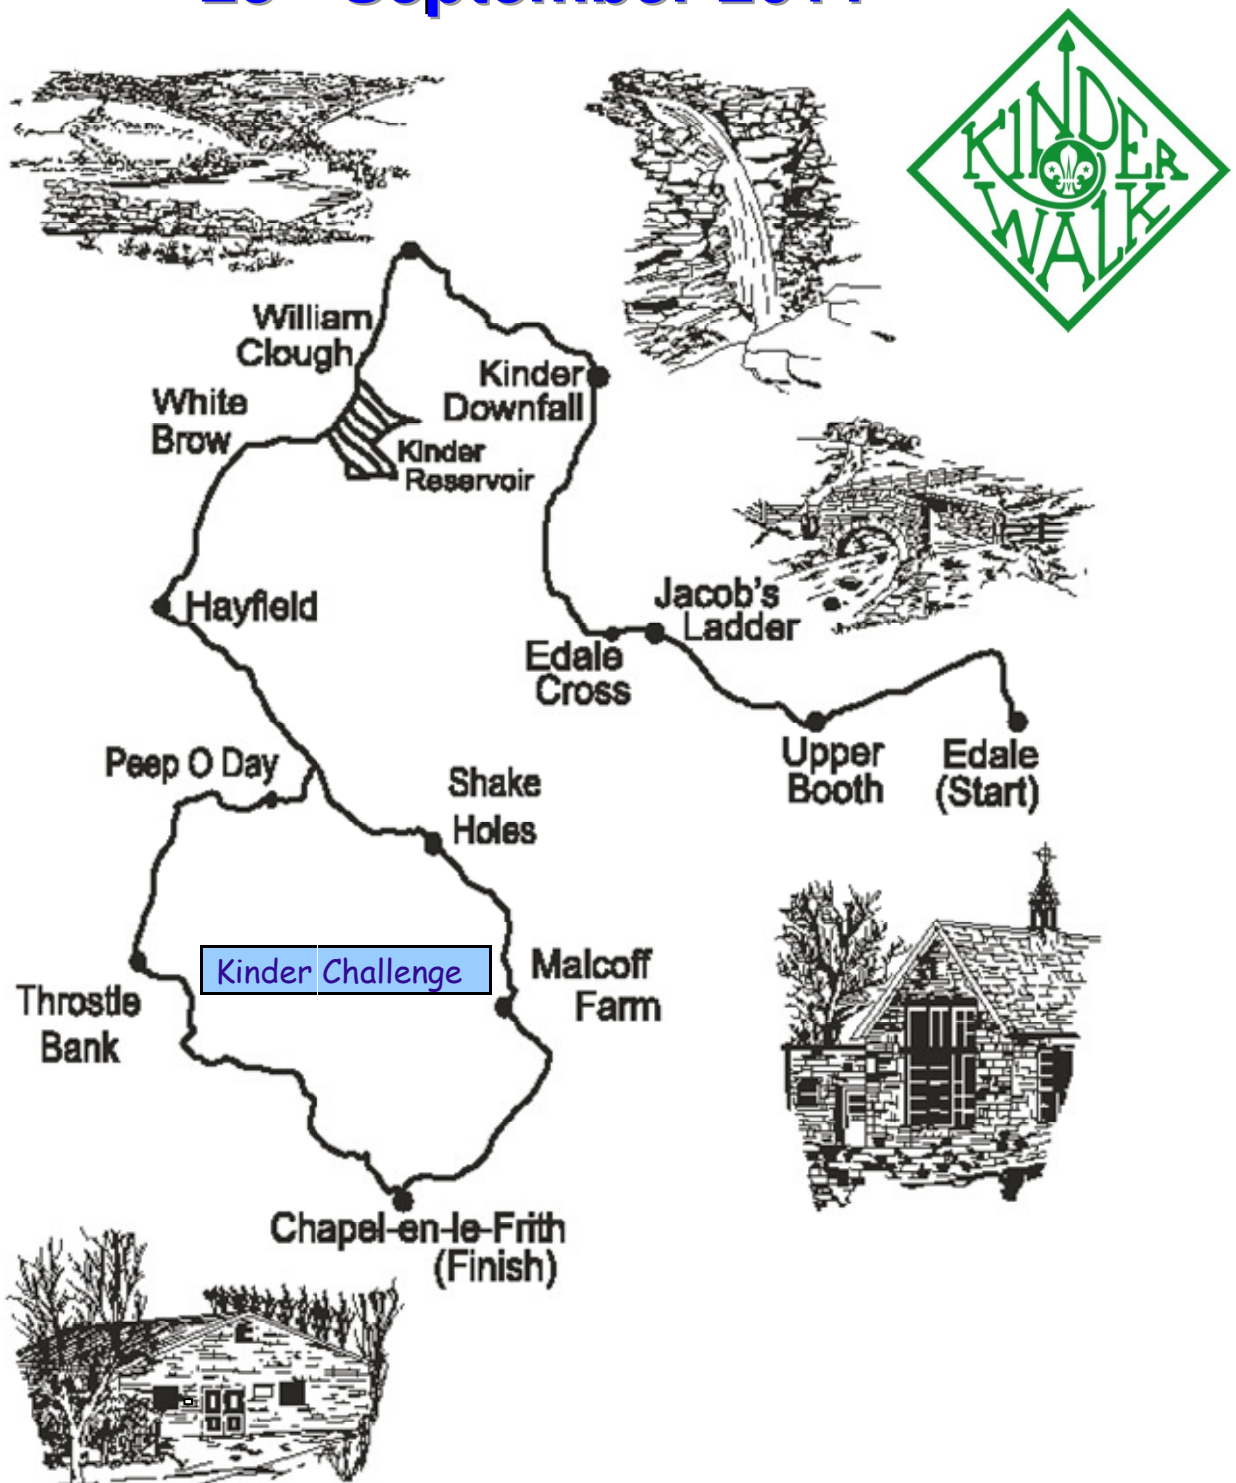 September
KINDER
WALK
William
Clough
Kinder
Downfall
White
Brow
Kinder
Reservoir
Hayfield
Jacob's
Ladder
Edale
Cross
Upper
Booth
Edale
(Start)
Peep O Day
Shake
Holes
Kinder Challenge
Malcoff
Farm
Throstle
Bank
Chapel-en-le-Frith
(Finish)